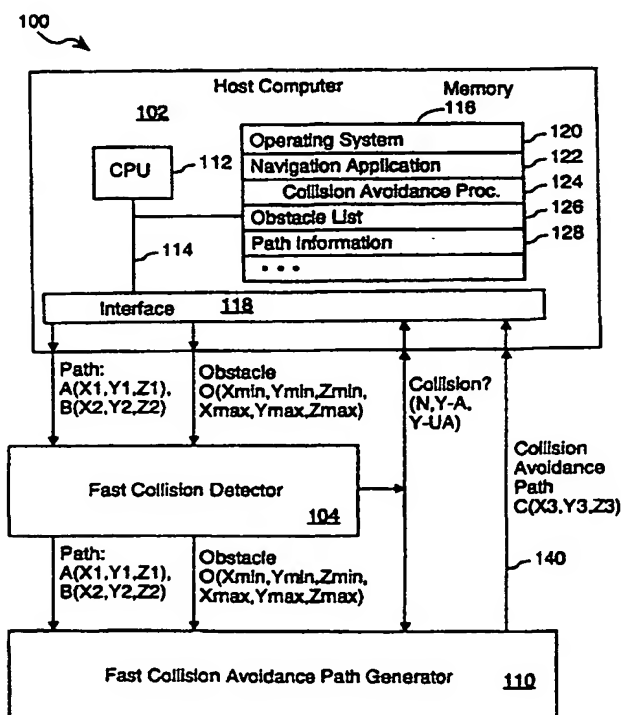 100
Host Computer
102
Memory
116
CPU
112
Operating System
120
Navigation Application
122
Collision Avoidance Proc.
124
Obstacle List
126
Path Information
128
• • •
114
Interface
118
Path:
A(X1,Y1,Z1),
B(X2,Y2,Z2)
Obstacle
O(Xmin,Ymin,Zmin,
Xmax,Ymax,Zmax)
Collision?
(N,Y-A,
Y-UA)
Collision
Avoidance
Path
C(X3,Y3,Z3)
Fast Collision Detector
104
Path:
A(X1,Y1,Z1),
B(X2,Y2,Z2)
Obstacle
O(Xmin,Ymin,Zmin,
Xmax,Ymax,Zmax)
140
Fast Collision Avoidance Path Generator
110